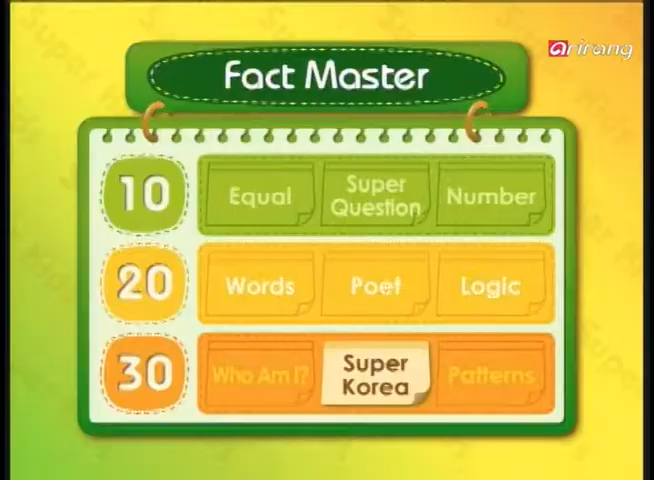 Fact Master
arirang
10
Equal
Super
Question
Number
20
Words
Poet
Logic
30
Who Am I?
Super
Korea
Patterns